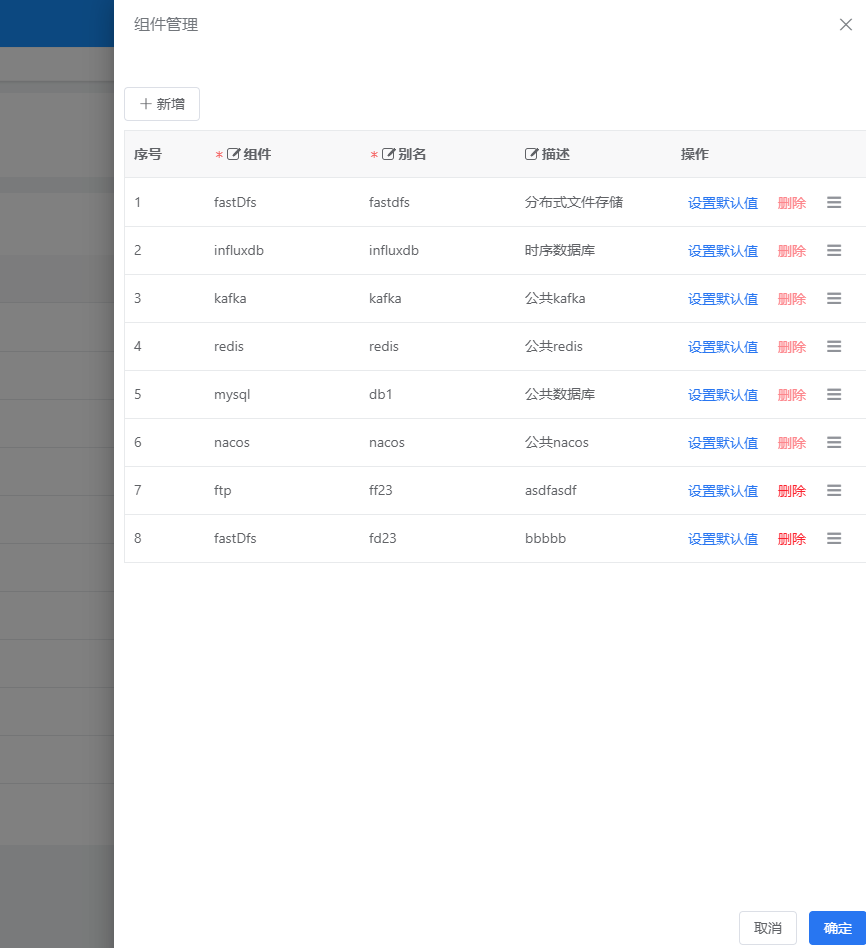 组件管理
新增
序号 * 组件 * 别名 描述 操作
1 fastDfs fastdfs 分布式文件存储 设置默认值 删除
2 influxdb influxdb 时序数据库 设置默认值 删除
3 kafka kafka 公共kafka 设置默认值 删除
4 redis redis 公共redis 设置默认值 删除
5 mysql db1 公共数据库 设置默认值 删除
6 nacos nacos 公共nacos 设置默认值 删除
7 ftp ff23 asdfasdf 设置默认值 删除
8 fastDfs fd23 bbbbb 设置默认值 删除
取消 确定